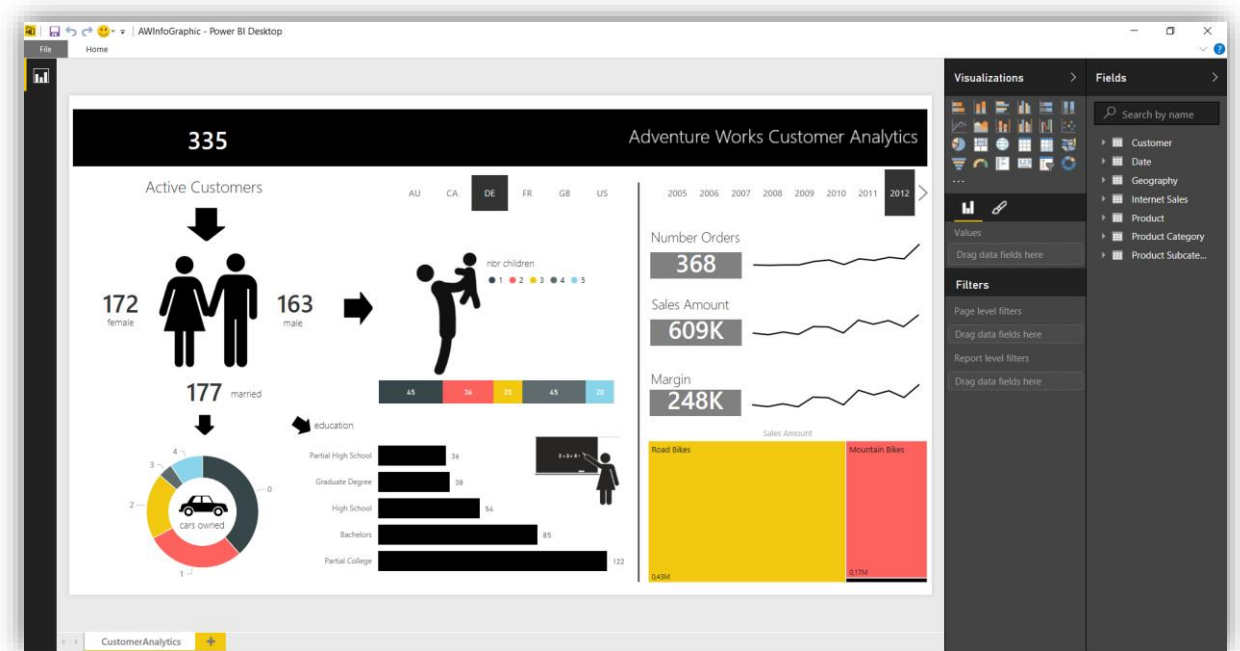 AWInfoGraphic - Power BI Desktop
File Home
335
Adventure Works Customer Analytics
Active Customers
AU CA DE FR GB US
2005 2006 2007 2008 2009 2010 2011 2012
172
female
163
male
177 married
nbr children
1 2 3 4 5
45 36 20 45 20
Number Orders
368
Sales Amount
609K
Margin
248K
cars owned
0
1
2
3
4
education
Partial High School 36
Graduate Degree 38
High School 54
Bachelors 85
Partial College 122
Sales Amount
Road Bikes
0,43M
Mountain Bikes
0,17M
Visualizations
Values
Drag data fields here
Filters
Page level filters
Drag data fields here
Report level filters
Drag data fields here
Fields
Search by name
Customer
Date
Geography
Internet Sales
Product
Product Category
Product Subcate...
CustomerAnalytics